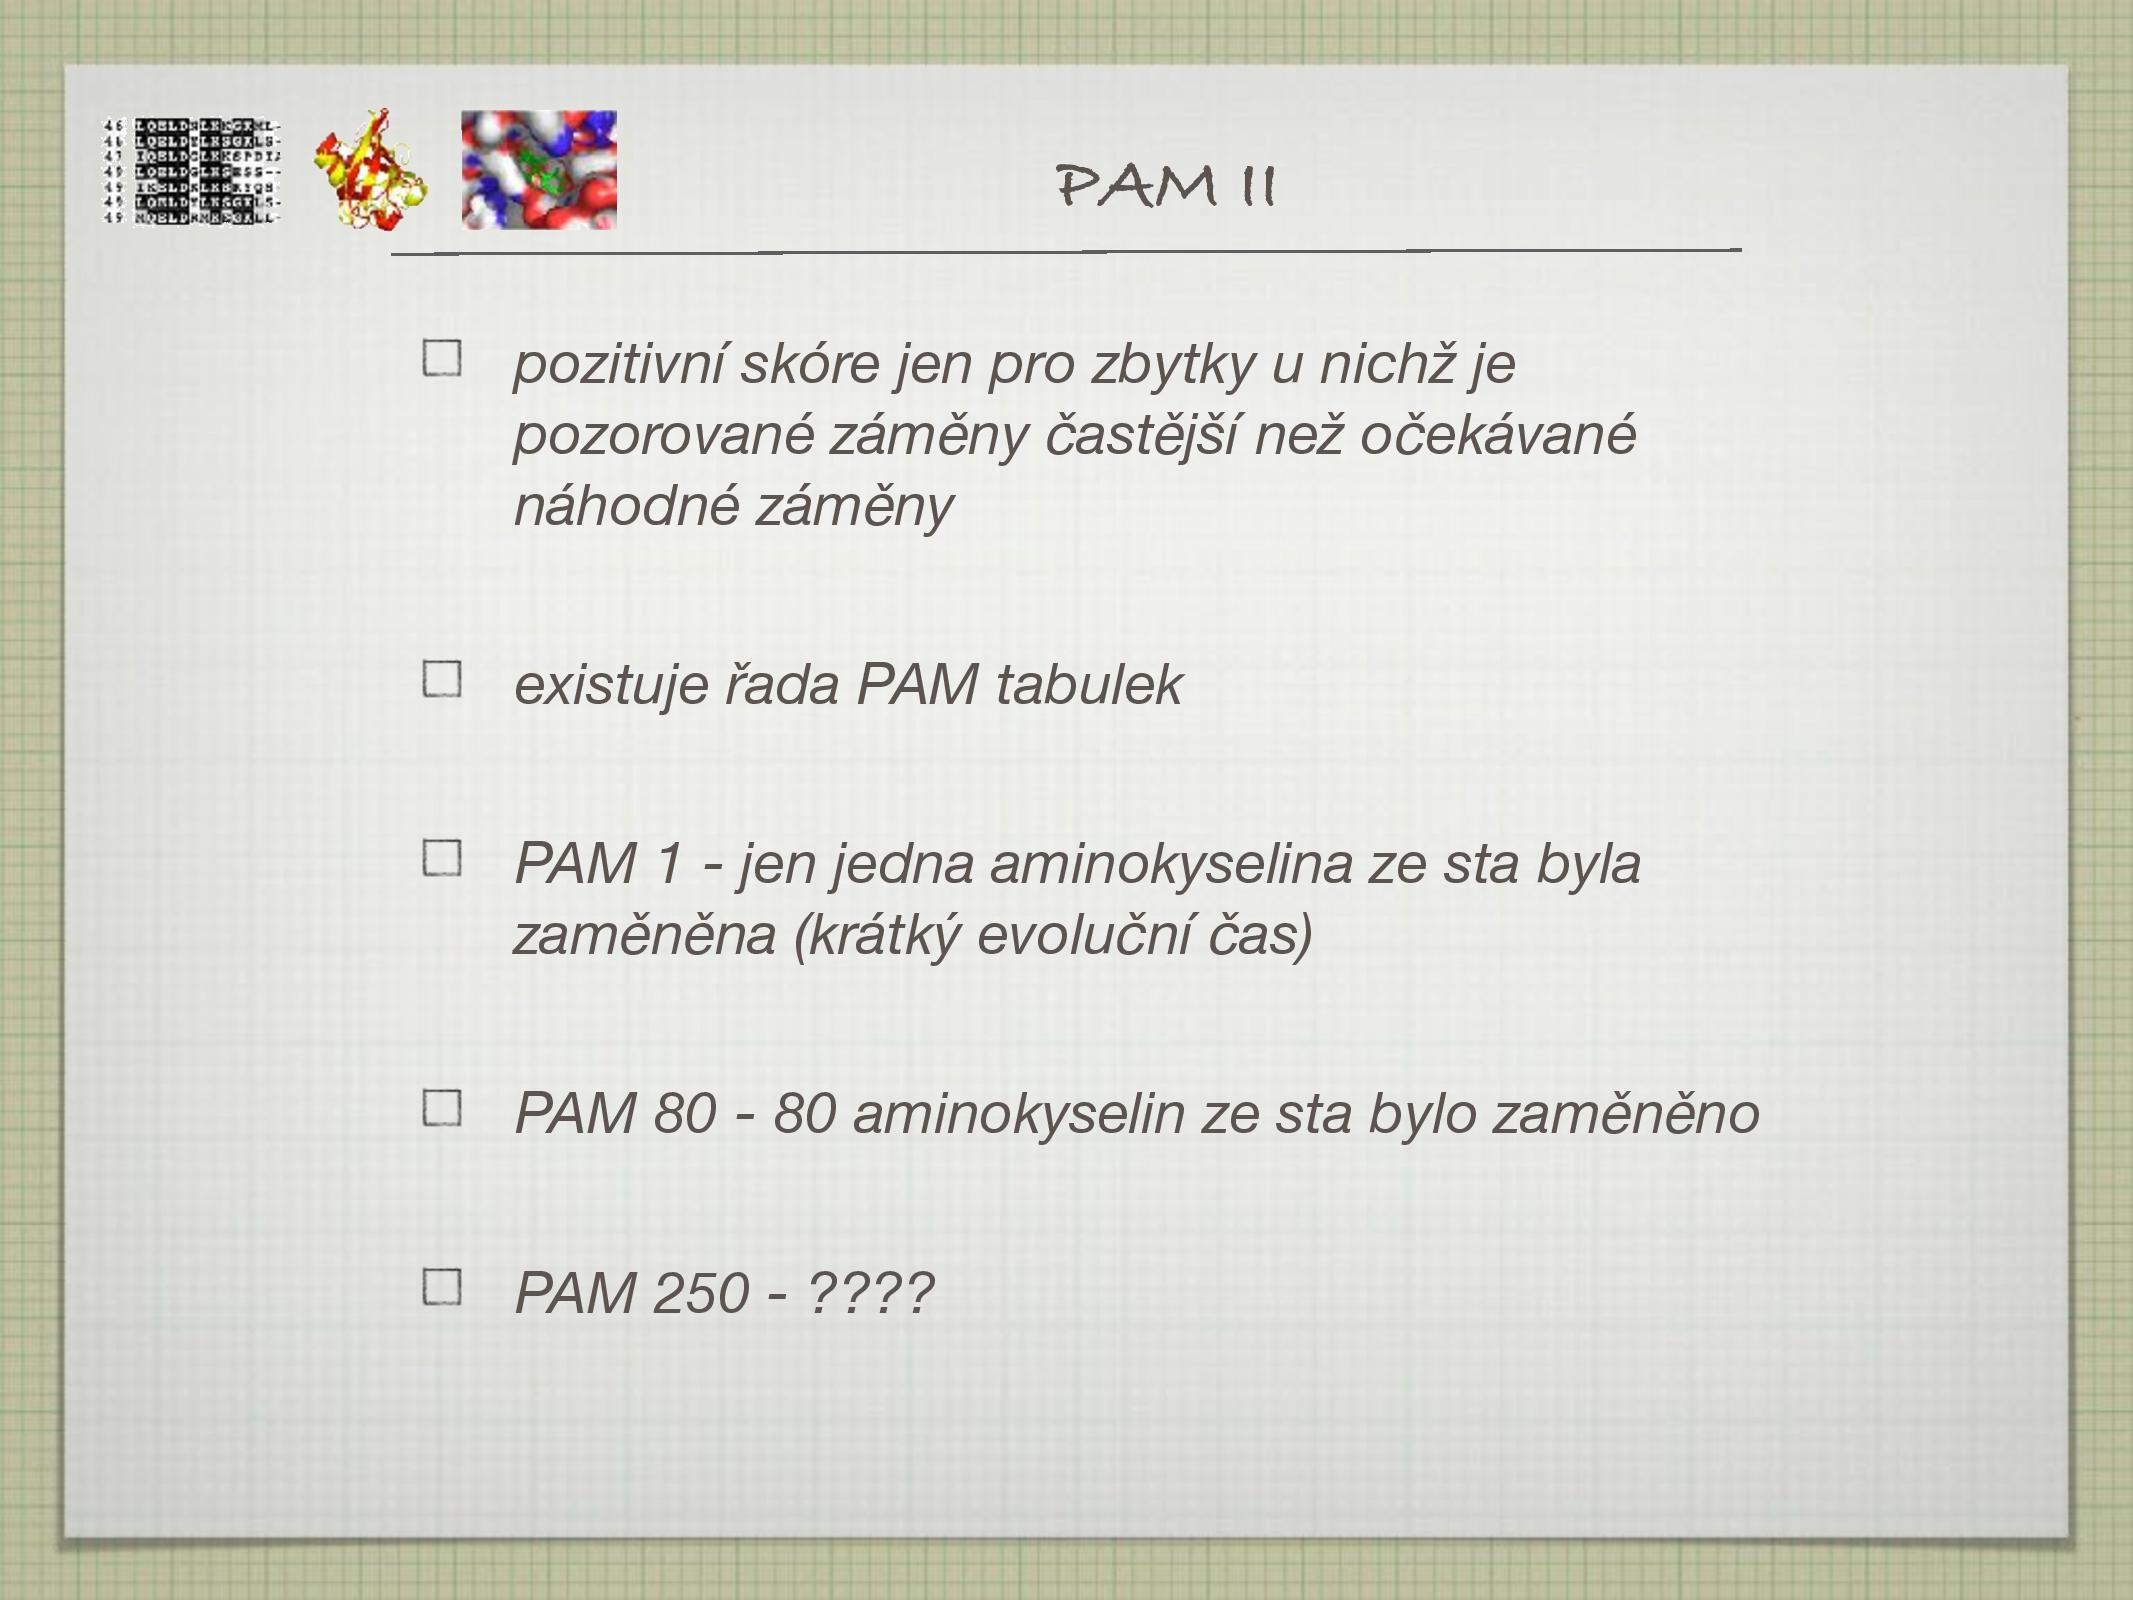 PAM II
pozitivní skóre jen pro zbytky u nichž je
pozorované záměny častější než očekávané
náhodné záměny
existuje řada PAM tabulek
PAM 1 - jen jedna aminokyselina ze sta byla
zaměněna (krátký evoluční čas)
PAM 80 - 80 aminokyselin ze sta bylo zaměněno
PAM 250 - ????